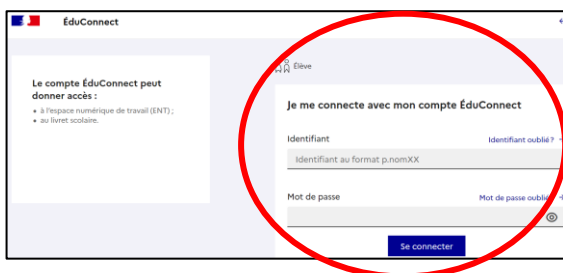 ÉduConnect
Le compte ÉduConnect peut
donner accès :
• à l'espace numérique de travail (ENT) ;
• au livret scolaire.
Élève
Je me connecte avec mon compte ÉduConnect
Identifiant
Identifiant oublié ?
Identifiant au format p.nomXX
Mot de passe
Mot de passe oublié
Se connecter